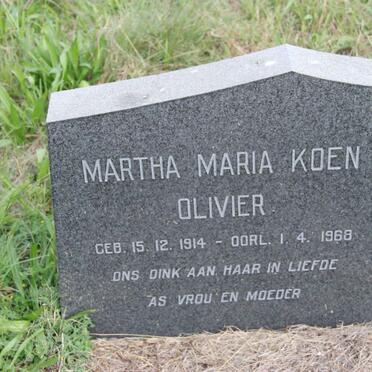 MARTHA MARIA KOEN
OLIVIER
GEB. 15. 12. 1914 - OORL. 1. 4. 1968
ONS DINK AAN HAAR IN LIEFDE
AS VROU EN MOEDER